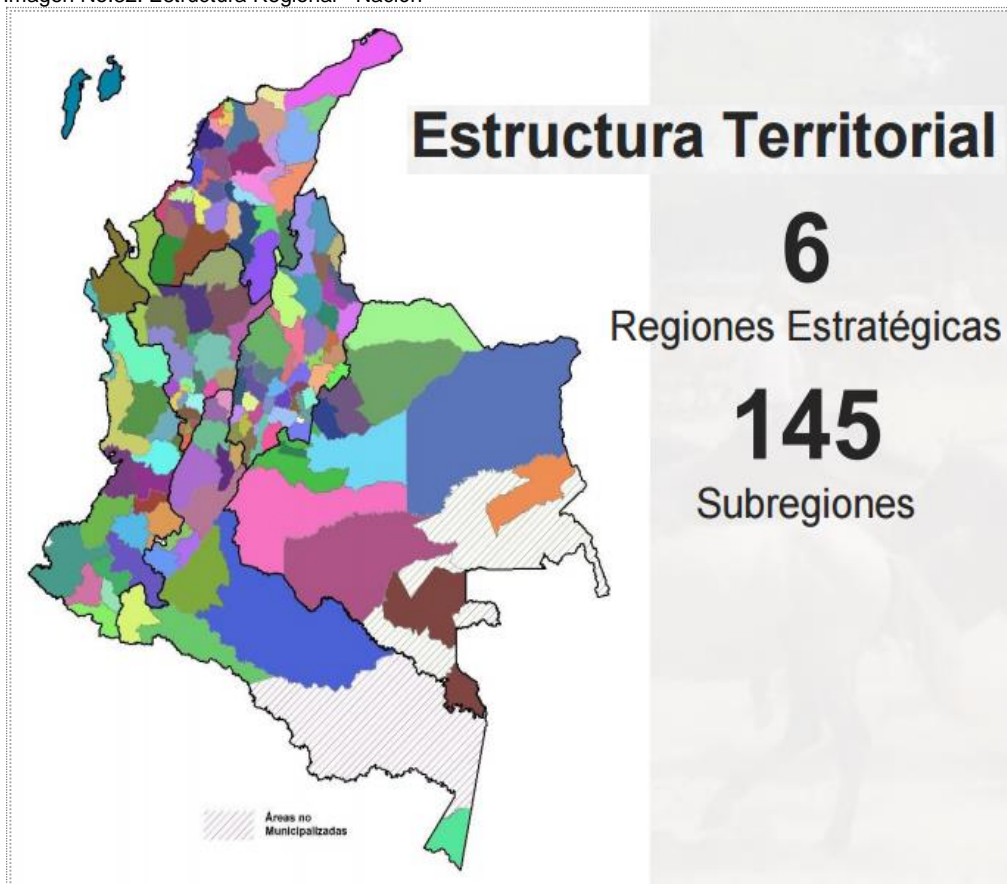 Estructura Territorial
6
Regiones Estratégicas
145
Subregiones
Áreas no
Municipalizadas